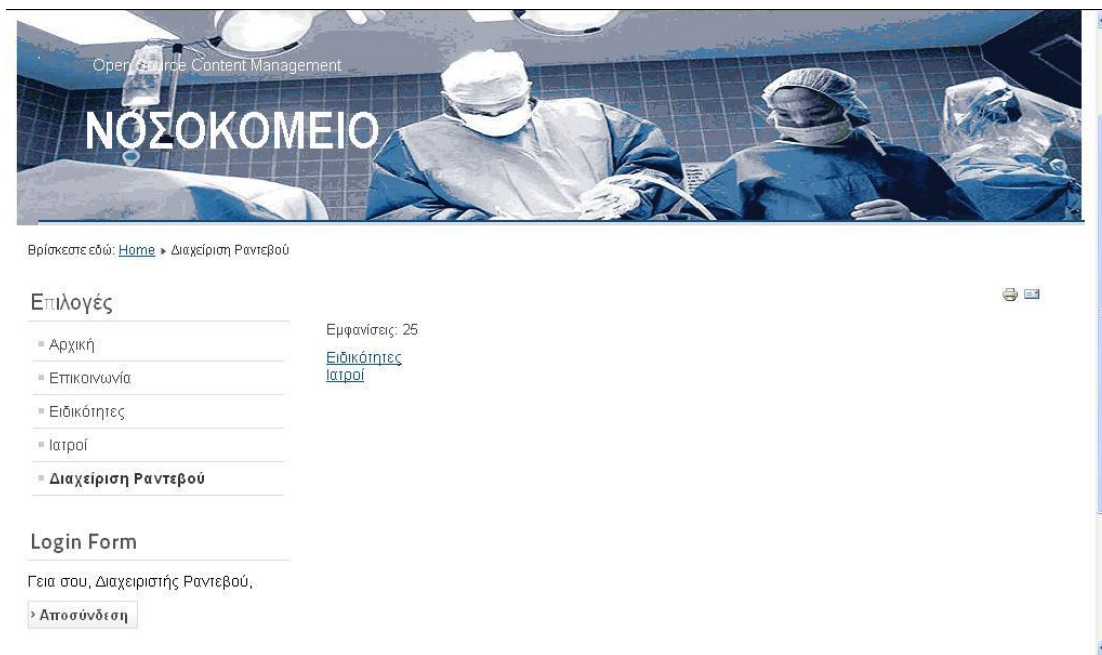 Open Source Content Management
ΝΟΣΟΚΟΜΕΙΟ
Βρίσκεστε εδώ: Home ▸ Διαχείριση Ραντεβού
Επιλογές
Αρχική
Επικοινωνία
Ειδικότητες
Ιατροί
Διαχείριση Ραντεβού
Εμφανίσεις: 25
Ειδικότητες
Ιατροί
Login Form
Γεια σου, Διαχειριστής Ραντεβού,
› Αποσύνδεση